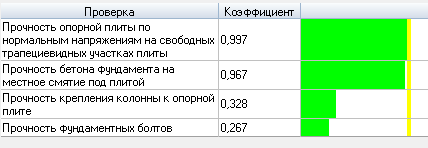 Проверка Коэффициент
Прочность опорной плиты по
нормальным напряжениям на свободных
трапециевидных участках плиты
0,997
Прочность бетона фундамента на
местное смятие под плитой
0,967
Прочность крепления колонны к опорной
плите
0,328
Прочность фундаментных болтов 0,267